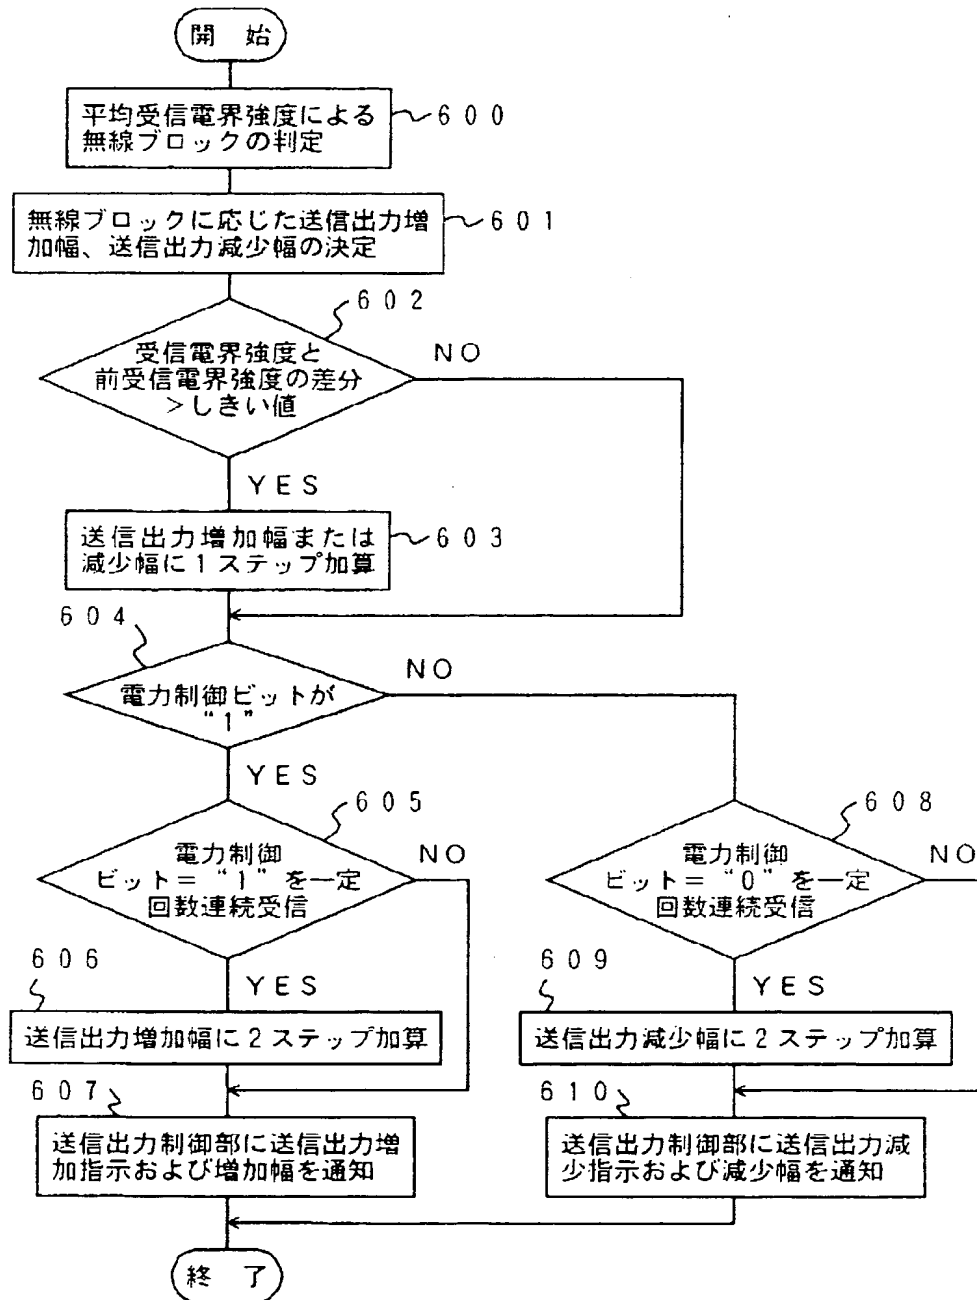 開 始
平均受信電界強度による
無線ブロックの判定
600
無線ブロックに応じた送信出力増
加幅、送信出力減少幅の決定
601
602
受信電界強度と
前受信電界強度の差分
>しきい値
NO
YES
送信出力増加幅または
減少幅に1ステップ加算
603
604
電力制御ビットが
“1”
NO
YES
605
電力制御
ビット=“1”を一定
回数連続受信
NO
608
電力制御
ビット=“0”を一定
回数連続受信
NO
606
YES
送信出力増加幅に2ステップ加算
609
YES
送信出力減少幅に2ステップ加算
607
送信出力制御部に送信出力増
加指示および増加幅を通知
610
送信出力制御部に送信出力減
少指示および減少幅を通知
終 了